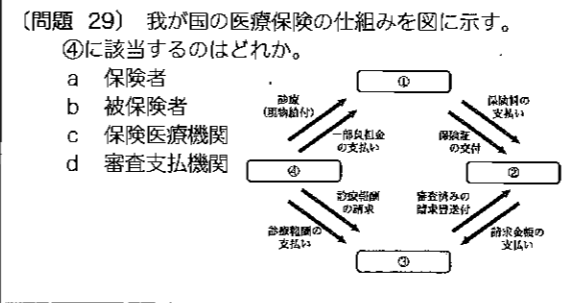 〔問題 29〕 我が国の医療保険の仕組みを図に示す。
④に該当するのはどれか。
a 保険者
b 被保険者
c 保険医療機関
d 審査支払機関
①
診療
(現物給付)
一部負担金
の支払い
保険料の
支払い
保険証
の交付
④
②
診療報酬
の請求
審査済みの
請求書送付
診療報酬の
支払い
請求金額の
支払い
③